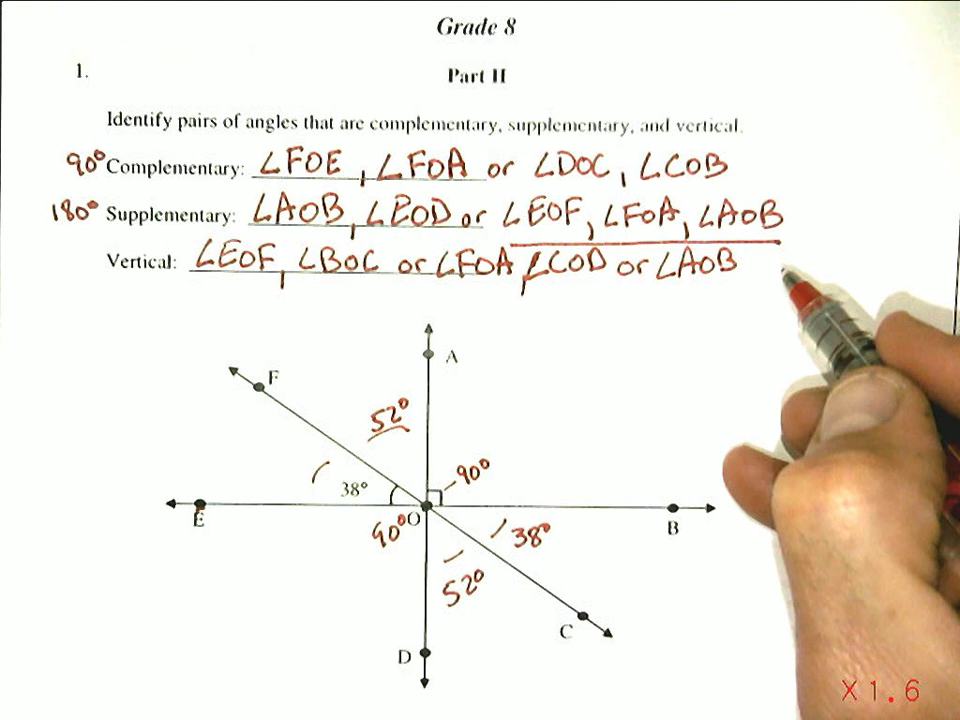 Grade 8
1.
Part II
Identify pairs of angles that are complementary, supplementary, and vertical.
90° Complementary: ∠FOE, ∠FOA or ∠DOC, ∠COB
180° Supplementary: ∠AOB, ∠EOD or ∠EOF, ∠FOA, ∠AOB
Vertical: ∠EOF, ∠BOC or ∠FOA, ∠COD or ∠AOB
A
F
52°
90°
38°
E
O
B
90°
38°
52°
C
D
X1.6